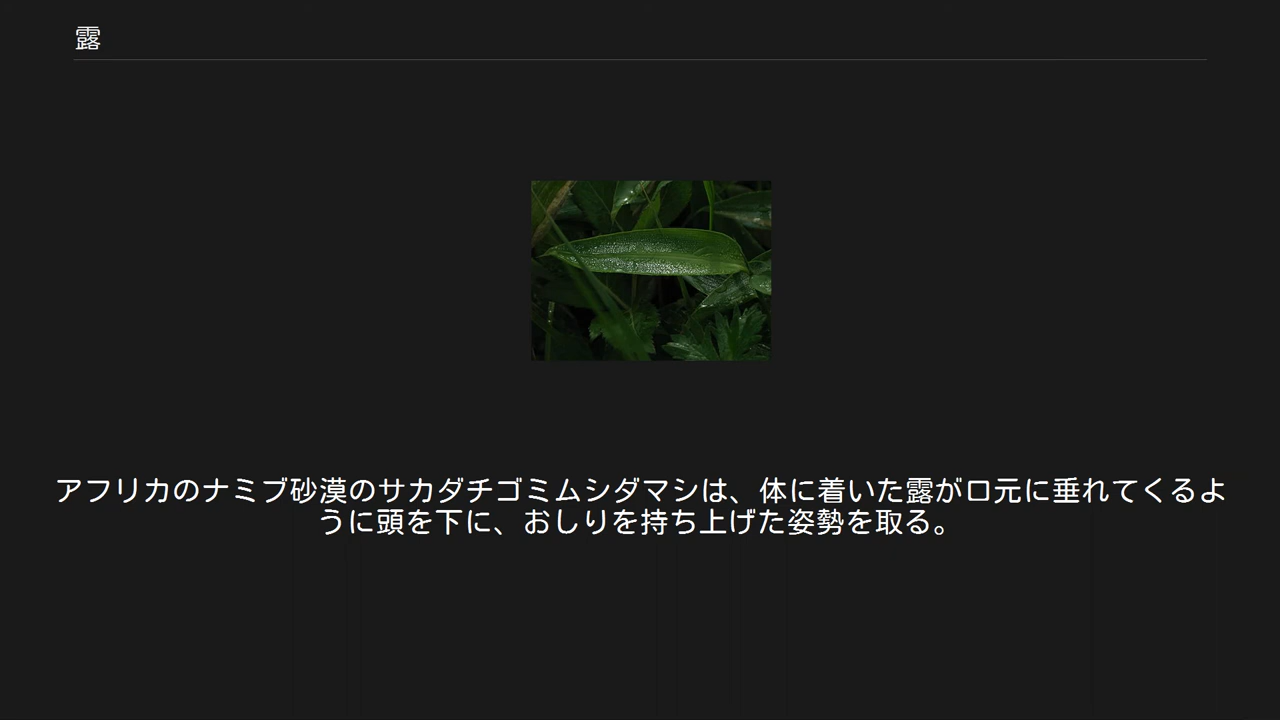 露
アフリカのナミブ砂漠のサカダチゴミムシダマシは、体に着いた露が口元に垂れてくるよ
うに頭を下に、おしりを持ち上げた姿勢を取る。